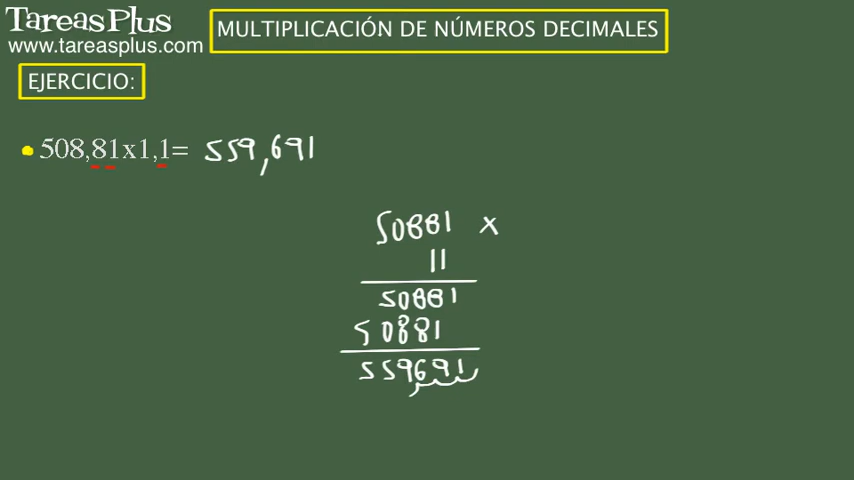 TareasPlus
www.tareasplus.com
MULTIPLICACIÓN DE NÚMEROS DECIMALES
EJERCICIO:
508,81x1,1= 559,691
50881 x
11
50881
50881
559691